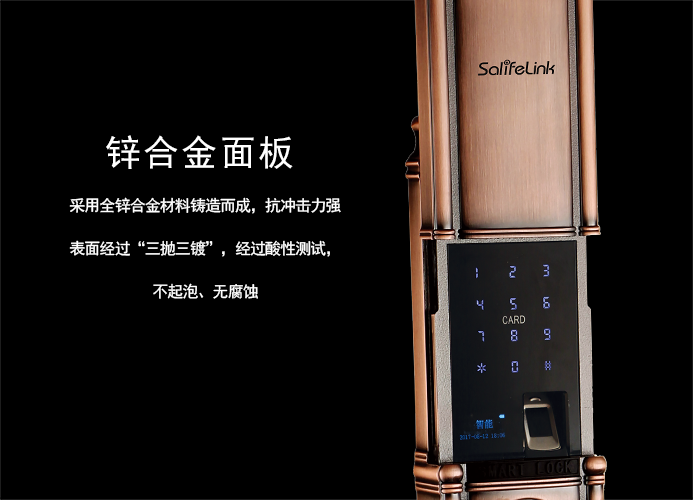 SalifeLink
锌合金面板
采用全锌合金材料铸造而成，抗冲击力强
表面经过“三抛三镀”，经过酸性测试，
不起泡、无腐蚀
1 2 3
4 5 6
CARD
7 8 9
* 0 #
智能
SMART LOCK